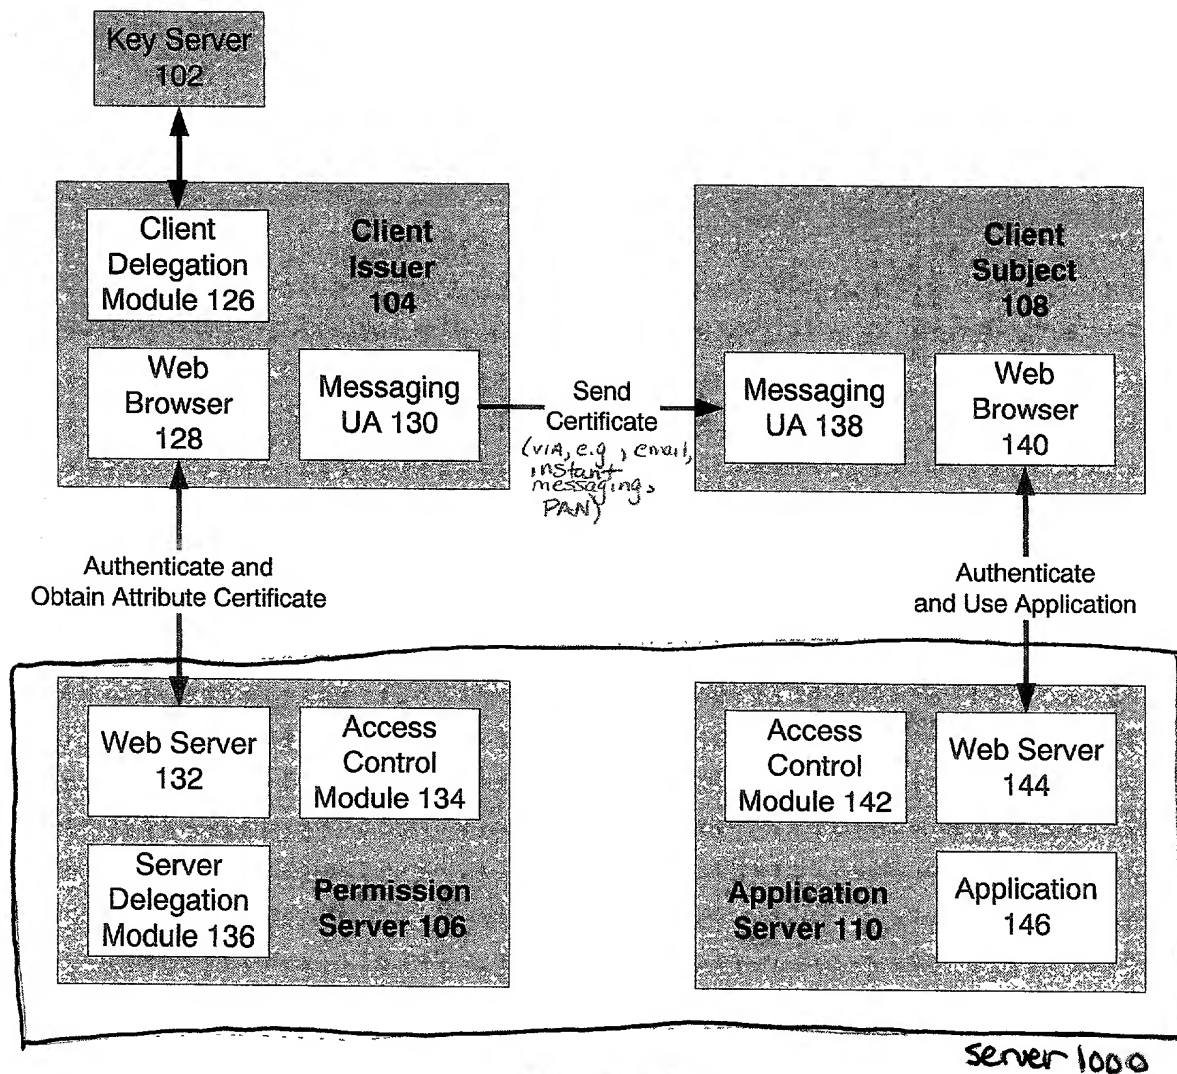 Key Server
102
Client
Delegation
Module 126
Client
Issuer
104
Web
Browser
128
Messaging
UA 130
Send
Certificate
(VIA, e.g, email,
instant
messaging,
PAN)
Client
Subject
108
Messaging
UA 138
Web
Browser
140
Authenticate and
Obtain Attribute Certificate
Authenticate
and Use Application
Web Server
132
Access
Control
Module 134
Server
Delegation
Module 136
Permission
Server 106
Access
Control
Module 142
Web Server
144
Application
Server 110
Application
146
server 1000